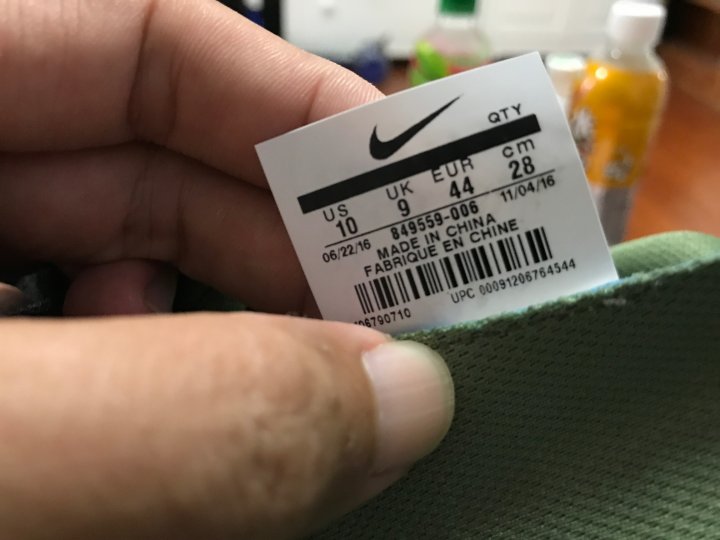 QTY
US UK EUR cm
10 9 44 28
849559-006
06/22/16 11/04/16
MADE IN CHINA
FABRIQUE EN CHINE
UPC 00091206764544